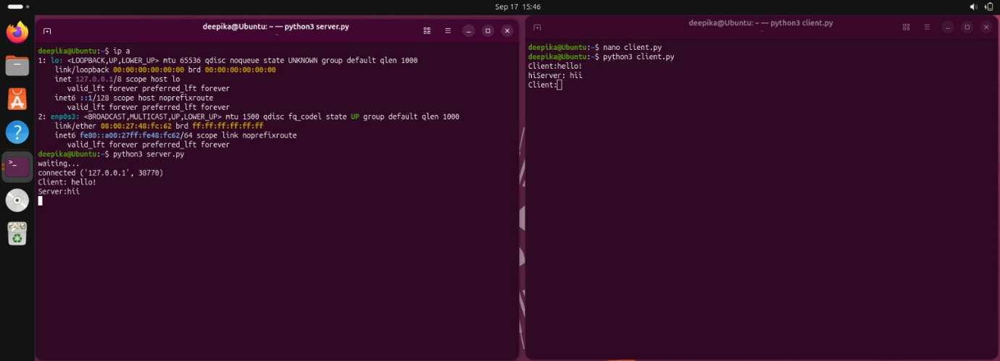 Sep 17 15:46
deepika@Ubuntu: ~ — python3 server.py
~
deepika@Ubuntu:~$ ip a
1: lo: <LOOPBACK,UP,LOWER_UP> mtu 65536 qdisc noqueue state UNKNOWN group default qlen 1000
link/loopback 00:00:00:00:00:00 brd 00:00:00:00:00:00
inet 127.0.0.1/8 scope host lo
valid_lft forever preferred_lft forever
inet6 ::1/128 scope host noprefixroute
valid_lft forever preferred_lft forever
2: enp0s3: <BROADCAST,MULTICAST,UP,LOWER_UP> mtu 1500 qdisc fq_codel state UP group default qlen 1000
link/ether 08:00:27:48:fc:62 brd ff:ff:ff:ff:ff:ff
inet6 fe80::a00:27ff:fe48:fc62/64 scope link noprefixroute
valid_lft forever preferred_lft forever
deepika@Ubuntu:~$ python3 server.py
waiting...
connected ('127.0.0.1', 38770)
Client: hello!
Server:hii
deepika@Ubuntu: ~ — python3 client.py
~
deepika@Ubuntu:~$ nano client.py
deepika@Ubuntu:~$ python3 client.py
Client:hello!
hiServer: hii
Client: